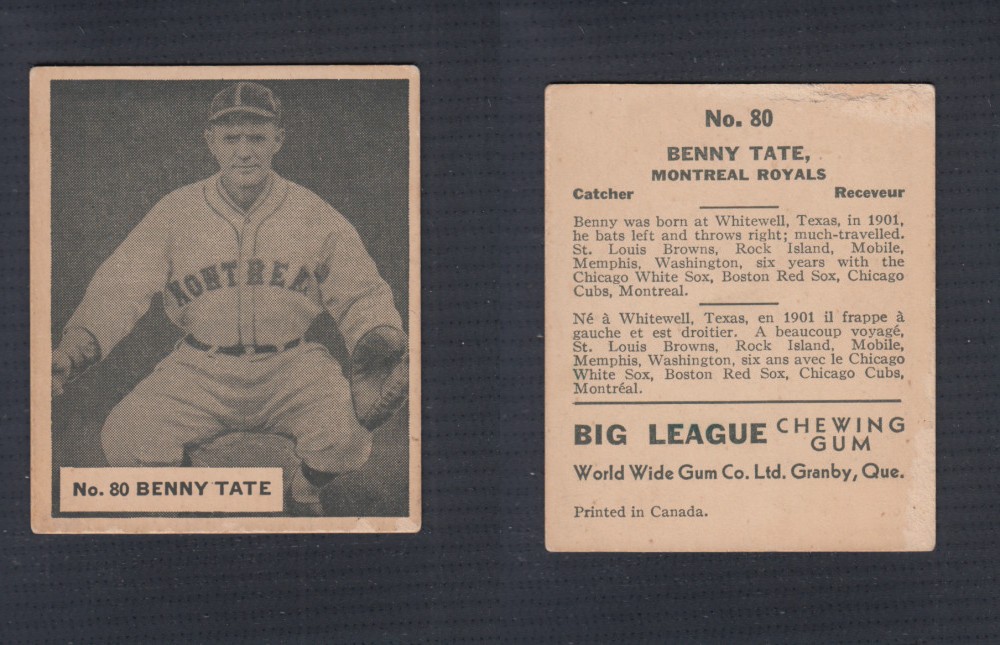 MONTREAL
No. 80 BENNY TATE
No. 80
BENNY TATE,
MONTREAL ROYALS
Catcher Receveur
Benny was born at Whitewell, Texas, in 1901,
he bats left and throws right; much-travelled.
St. Louis Browns, Rock Island, Mobile,
Memphis, Washington, six years with the
Chicago White Sox, Boston Red Sox, Chicago
Cubs, Montreal.
Né à Whitewell, Texas, en 1901 il frappe à
gauche et est droitier. A beaucoup voyagé,
St. Louis Browns, Rock Island, Mobile,
Memphis, Washington, six ans avec le Chicago
White Sox, Boston Red Sox, Chicago Cubs,
Montréal.
BIG LEAGUE CHEWING
GUM
World Wide Gum Co. Ltd. Granby, Que.
Printed in Canada.